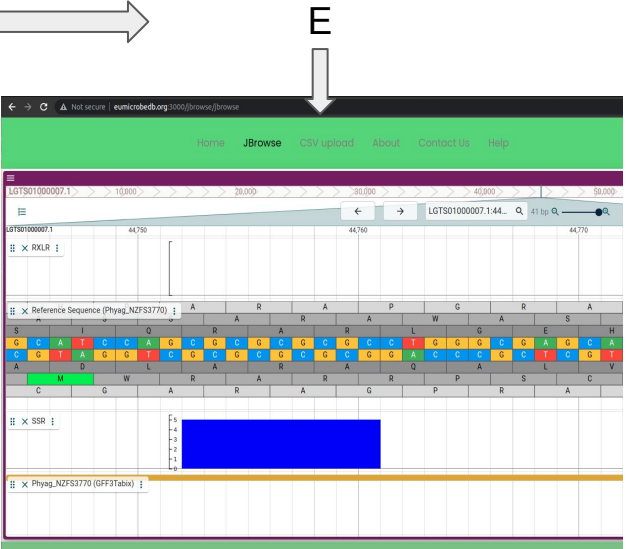 E
Not secure | eumicrobedb.org:3000/jbrowse/jbrowse
Home JBrowse CSV upload About Contact Us Help
LGTS01000007.1 10,000 20,000 30,000 40,000 50,000
LGTS01000007.1:44... 41 bp
LGTS01000007.1 44,750 44,760 44,770
RXLR
A R A P G R A
Reference Sequence (Phyag_NZFS3770)
A R A W A S
S I Q R A R L G E H
G C A T C C A G C G C G C G C G C C T G G G C G A G C A
C G T A G G T C G C G C G C G C G G A C C C G C T C G T
A D L A R A Q A L V
M W R A R R P S C
C G A R A G P R A
SSR
5
4
3
2
1
0
Phyag_NZFS3770 (GFF3Tabix)